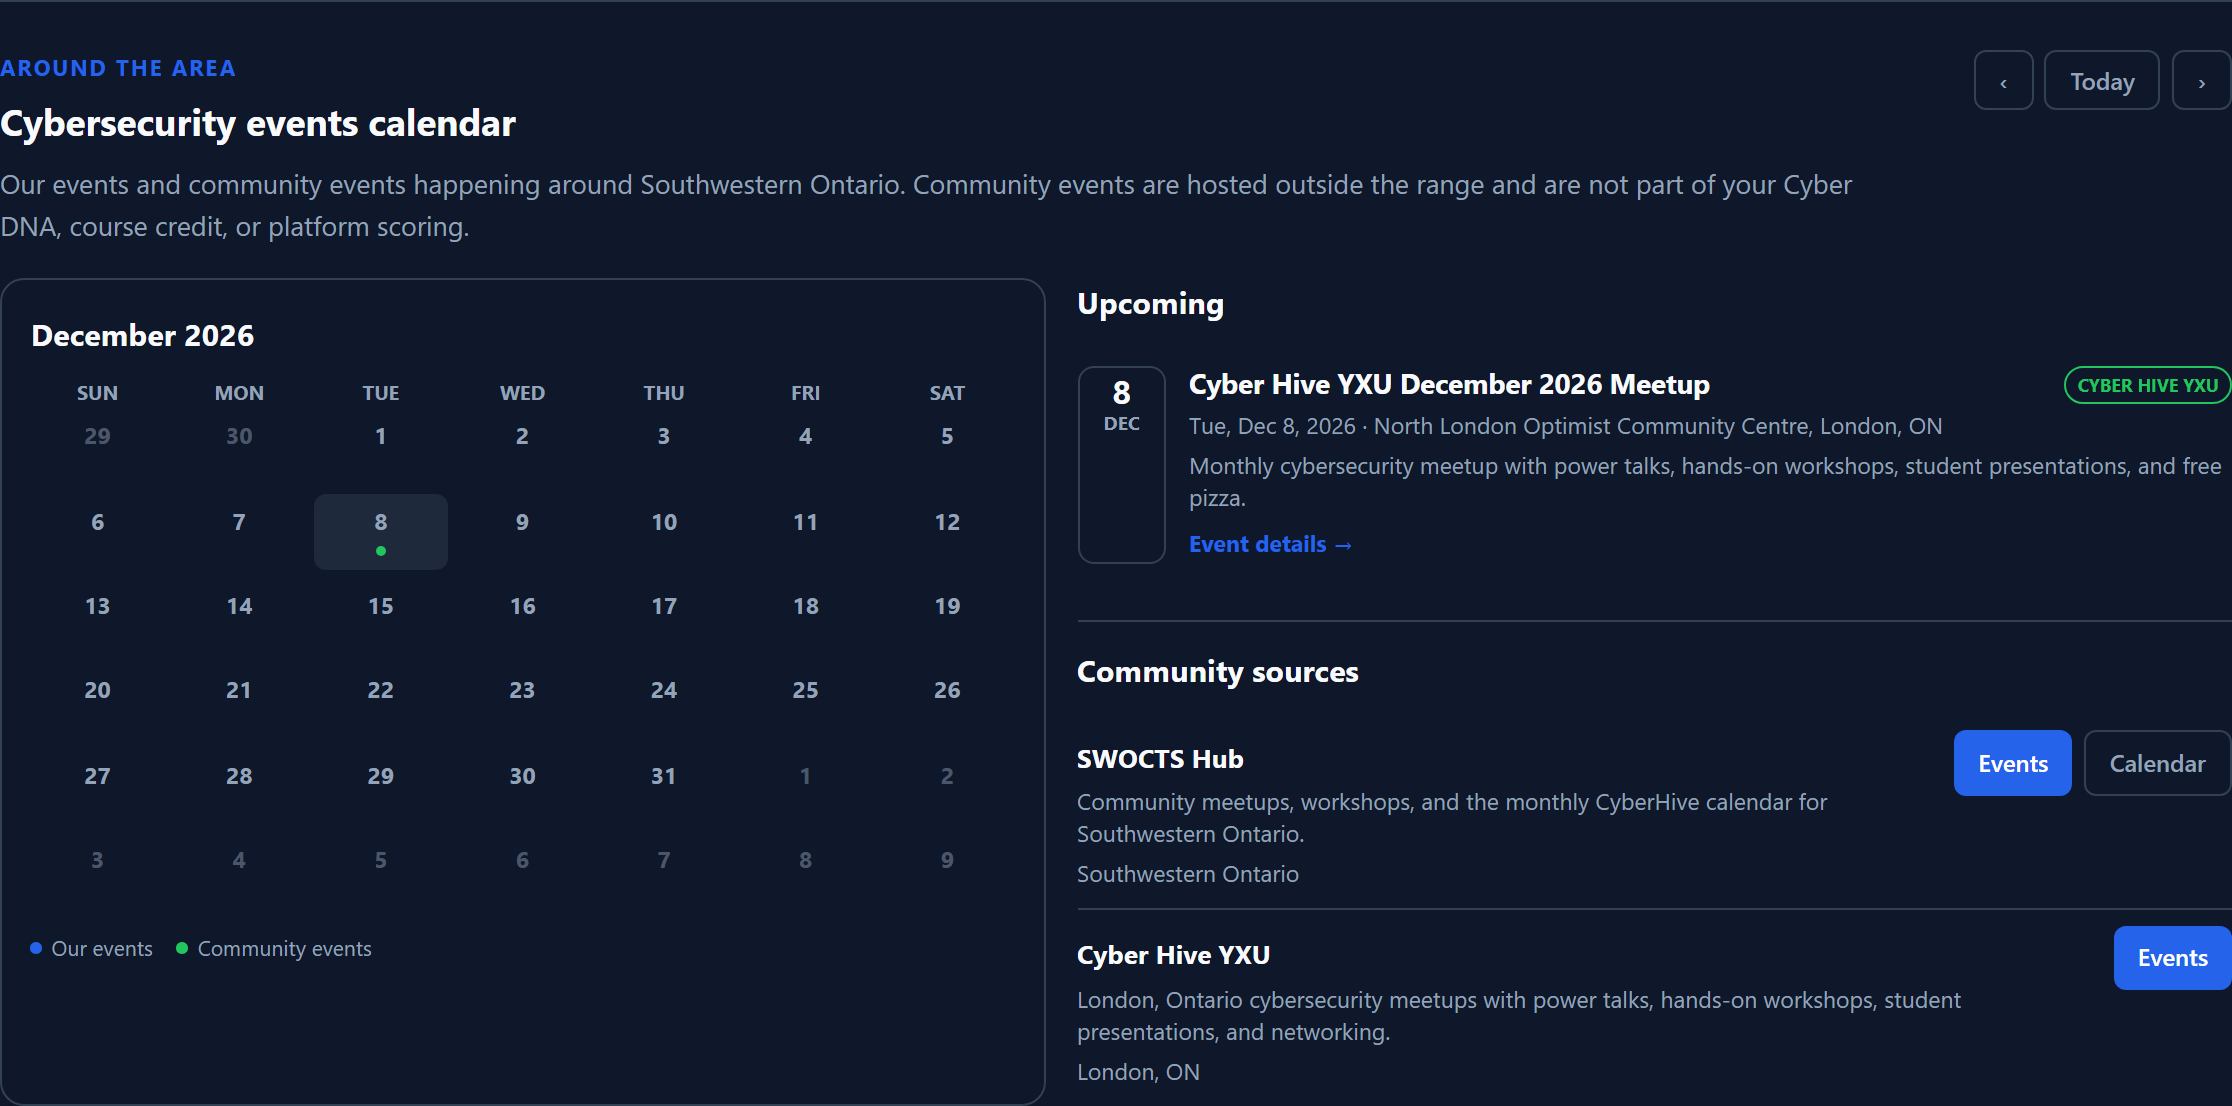 AROUND THE AREA
‹ Today ›
Cybersecurity events calendar
Our events and community events happening around Southwestern Ontario. Community events are hosted outside the range and are not part of your Cyber
DNA, course credit, or platform scoring.
December 2026
SUN MON TUE WED THU FRI SAT
29 30 1 2 3 4 5
6 7 8 9 10 11 12
13 14 15 16 17 18 19
20 21 22 23 24 25 26
27 28 29 30 31 1 2
3 4 5 6 7 8 9
Our events Community events
Upcoming
8
DEC
Cyber Hive YXU December 2026 Meetup
CYBER HIVE YXU
Tue, Dec 8, 2026 · North London Optimist Community Centre, London, ON
Monthly cybersecurity meetup with power talks, hands-on workshops, student presentations, and free
pizza.
Event details →
Community sources
SWOCTS Hub
Events Calendar
Community meetups, workshops, and the monthly CyberHive calendar for
Southwestern Ontario.
Southwestern Ontario
Cyber Hive YXU
Events
London, Ontario cybersecurity meetups with power talks, hands-on workshops, student
presentations, and networking.
London, ON